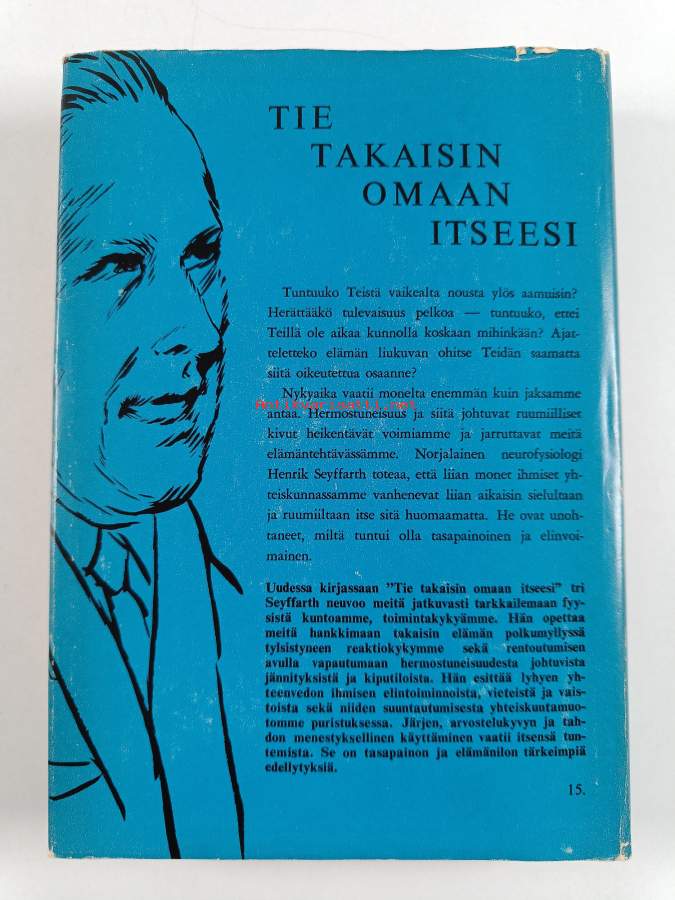 TIE
TAKAISIN
OMAAN
ITSEESI
Tuntuuko Teistä vaikealta nousta ylös aamuisin?
Herättääkö tulevaisuus pelkoa — tuntuuko, ettei
Teillä ole aikaa kunnolla koskaan mihinkään? Ajat-
teletteko elämän liukuvan ohitse Teidän saamatta
siitä oikeutettua osaanne?
Nykyaika vaatii monelta enemmän kuin jaksamme
Antikvariaatti.net
antaa. Hermostuneisuus ja siitä johtuvat ruumiilliset
kivut heikentävät voimiamme ja jarruttavat meitä
elämäntehtävässämme. Norjalainen neurofysiologi
Henrik Seyffarth toteaa, että liian monet ihmiset yh-
teiskunnassamme vanhenevat liian aikaisin sielultaan
ja ruumiiltaan itse sitä huomaamatta. He ovat unoh-
taneet, miltä tuntui olla tasapainoinen ja elinvoi-
mainen.
Uudessa kirjassaan "Tie takaisin omaan itseesi" tri
Seyffarth neuvoo meitä jatkuvasti tarkkailemaan fyy-
sistä kuntoamme, toimintakykyämme. Hän opettaa
meitä hankkimaan takaisin elämän polkumyllyssä
tylsistyneen reaktiokykymme sekä rentoutumisen
avulla vapautumaan hermostuneisuudesta johtuvista
jännityksistä ja kiputiloista. Hän esittää lyhyen yh-
teenvedon ihmisen elintoiminnoista, vieteistä ja vais-
toista sekä niiden suuntautumisesta yhteiskuntamuo-
tomme puristuksessa. Järjen, arvostelukyvyn ja tah-
don menestyksellinen käyttäminen vaatii itsensä tun-
temista. Se on tasapainon ja elämänilon tärkeimpiä
edellytyksiä.
15.